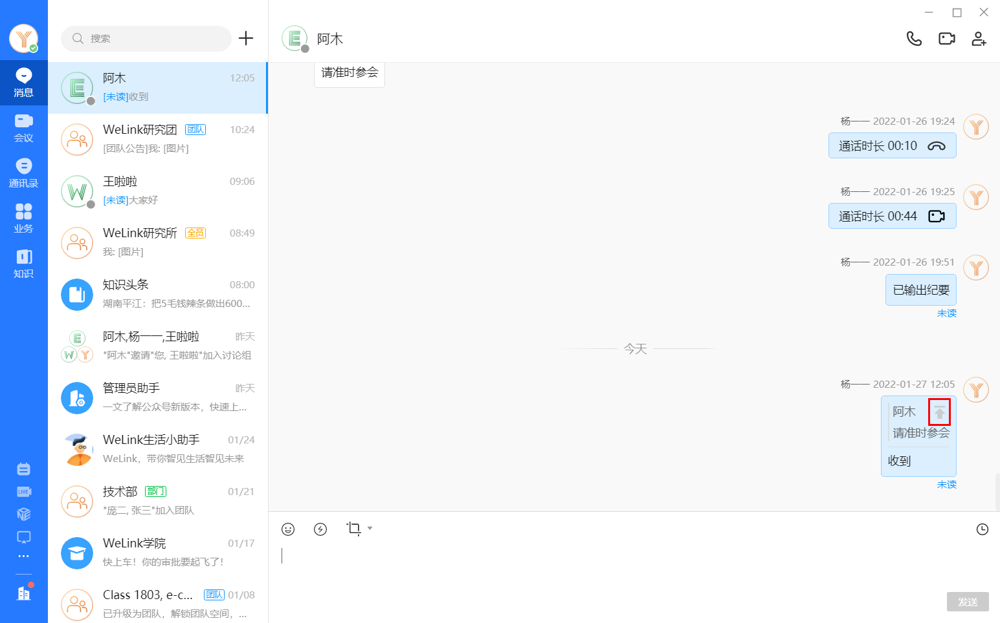 消息
会议
通讯录
业务
知识
LIVE
搜索
阿木
12:05
[未读]收到
WeLink研究团 团队
10:24
[团队公告]我: [图片]
王啦啦
09:06
[未读]大家好
WeLink研究所 全员
08:49
我: [图片]
知识头条
08:00
湖南平江：把5毛钱辣条做出600...
阿木,杨一一,王啦啦
昨天
"阿木"邀请"您, 王啦啦"加入讨论组
管理员助手
昨天
一文了解公众号新版本，快速上...
WeLink生活小助手
01/24
WeLink，带你智见生活智见未来
技术部 部门
01/21
"庞二, 张三"加入团队
WeLink学院
01/17
快上车！你的审批要起飞了！
Class 1803, e-c... 团队
01/08
已升级为团队，解锁团队空间，...
阿木
请准时参会
杨一一 2022-01-26 19:24
通话时长 00:10
杨一一 2022-01-26 19:25
通话时长 00:44
杨一一 2022-01-26 19:51
已输出纪要
未读
今天
杨一一 2022-01-27 12:05
阿木
请准时参会
收到
未读
发送